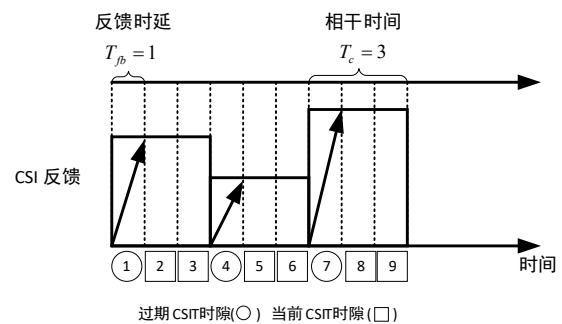 反馈时延 相干时间
T_fb = 1 T_c = 3
CSI 反馈
1 2 3 4 5 6 7 8 9
时间
过期 CSIT时隙(○) 当前 CSIT时隙(□)